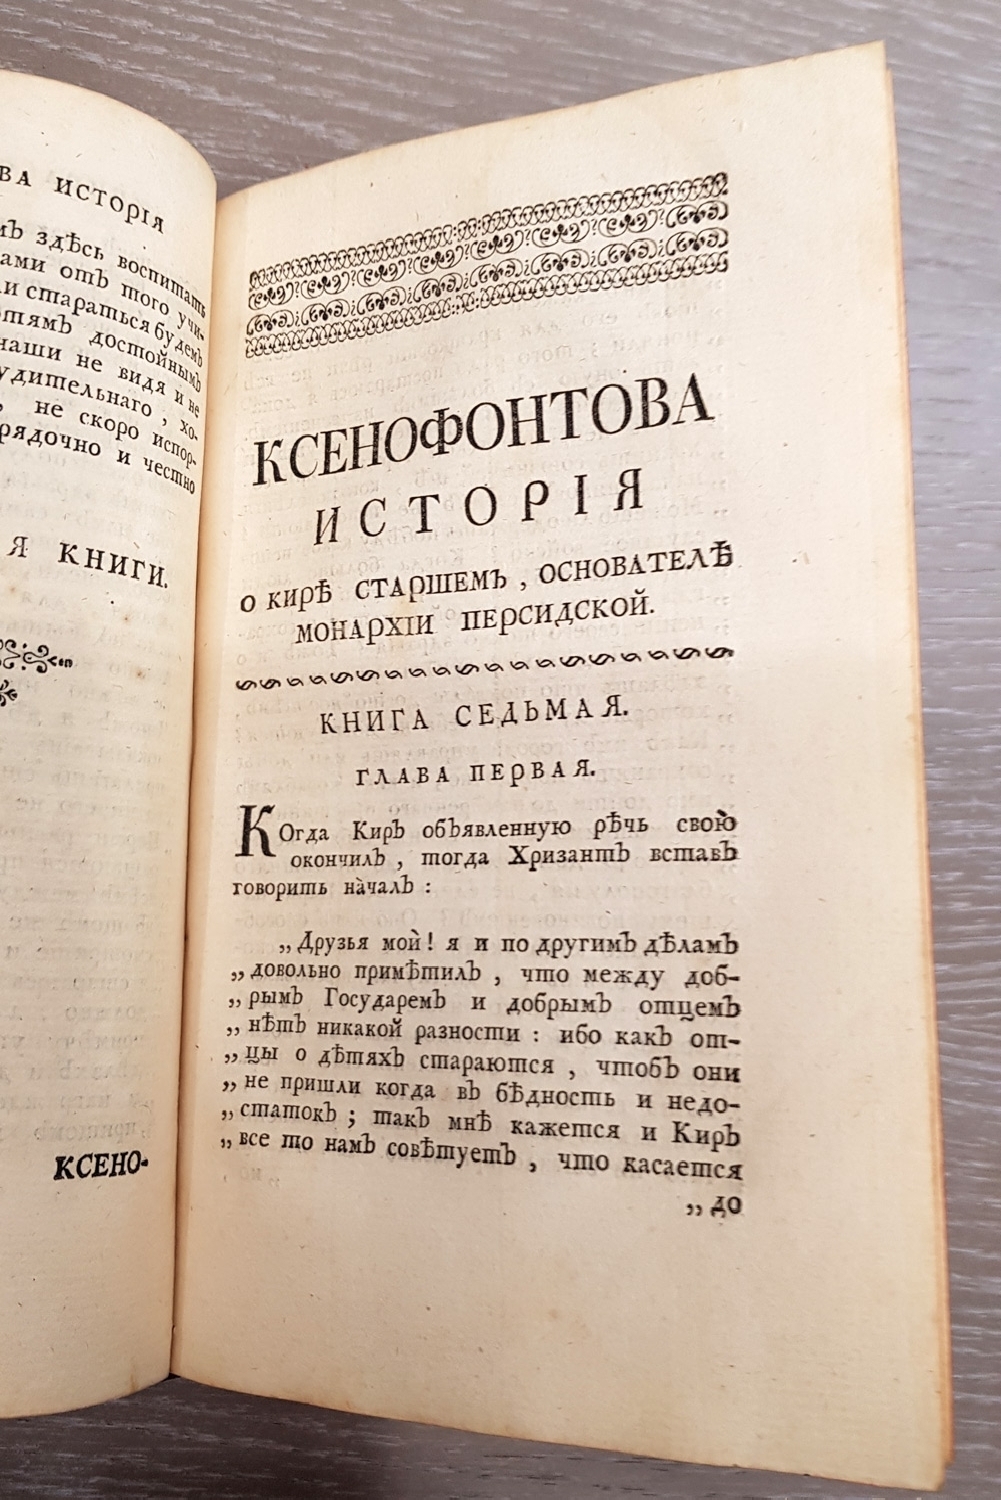 ВА ИСТОРІЯ
мЪ здѣсь воспитать
ами отЪ того учи-
и стараться будемЪ
тямЪ достойнымЪ
наши не видя и не
удительнаго, хо-
, не скоро испор-
рядочно и честно
Я КНИГИ.
КСЕНО-
КСЕНОФОНТОВА
ИСТОРІЯ
О КИРѢ СТАРШЕМЪ, ОСНОВАТЕЛѢ
МОНАРХІИ ПЕРСИДСКОЙ.
КНИГА СЕДЬМАЯ.
ГЛАВА ПЕРВАЯ.
КОгда КирЪ объявленную рѣчь свою
окончилЪ, тогда ХризантЪ вставЪ
говорить началЪ:
„Друзья мой! я и по другимЪ дѣламЪ
„довольно примѣтилЪ, что между доб-
„рымЪ ГосударемЪ и добрымЪ отцемЪ
„нѣтЪ никакой разности: ибо какЪ от-
„цы о дѣтяхЪ стараются, чтобЪ они
„не пришли когда вЪ бѣдность и недо-
„статокЪ; такЪ мнѣ кажется и КирЪ
„все то намЪ совѣтуетЪ, что касается
„до